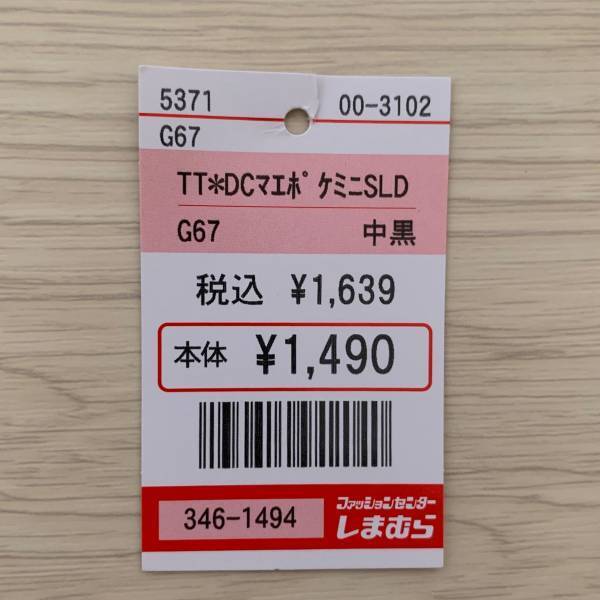 5371 00-3102
G67
TT*DCﾏｴﾎﾟｹﾐﾆSLD
G67 中黒
税込 ¥1,639
本体 ¥1,490
346-1494
ファッションセンター
しまむら